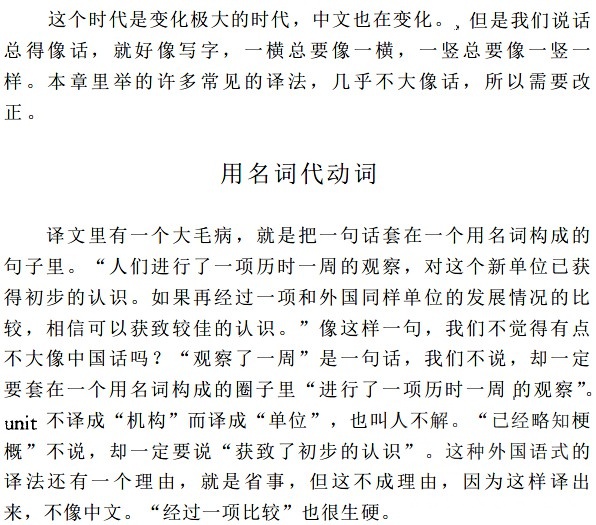 这个时代是变化极大的时代，中文也在变化。，但是我们说话
总得像话，就好像写字，一横总要像一横，一竖总要像一竖一
样。本章里举的许多常见的译法，几乎不大像话，所以需要改
正。
用名词代动词
译文里有一个大毛病，就是把一句话套在一个用名词构成的
句子里。“人们进行了一项历时一周的观察，对这个新单位已获
得初步的认识。如果再经过一项和外国同样单位的发展情况的比
较，相信可以获致较佳的认识。”像这样一句，我们不觉得有点
不大像中国话吗？“观察了一周”是一句话，我们不说，却一定
要套在一个用名词构成的圈子里“进行了一项历时一周的观察”。
unit 不译成“机构”而译成“单位”，也叫人不解。“已经略知梗
概”不说，却一定要说“获致了初步的认识”。这种外国语式的
译法还有一个理由，就是省事，但这不成理由，因为这样译出
来，不像中文。“经过一项比较”也很生硬。